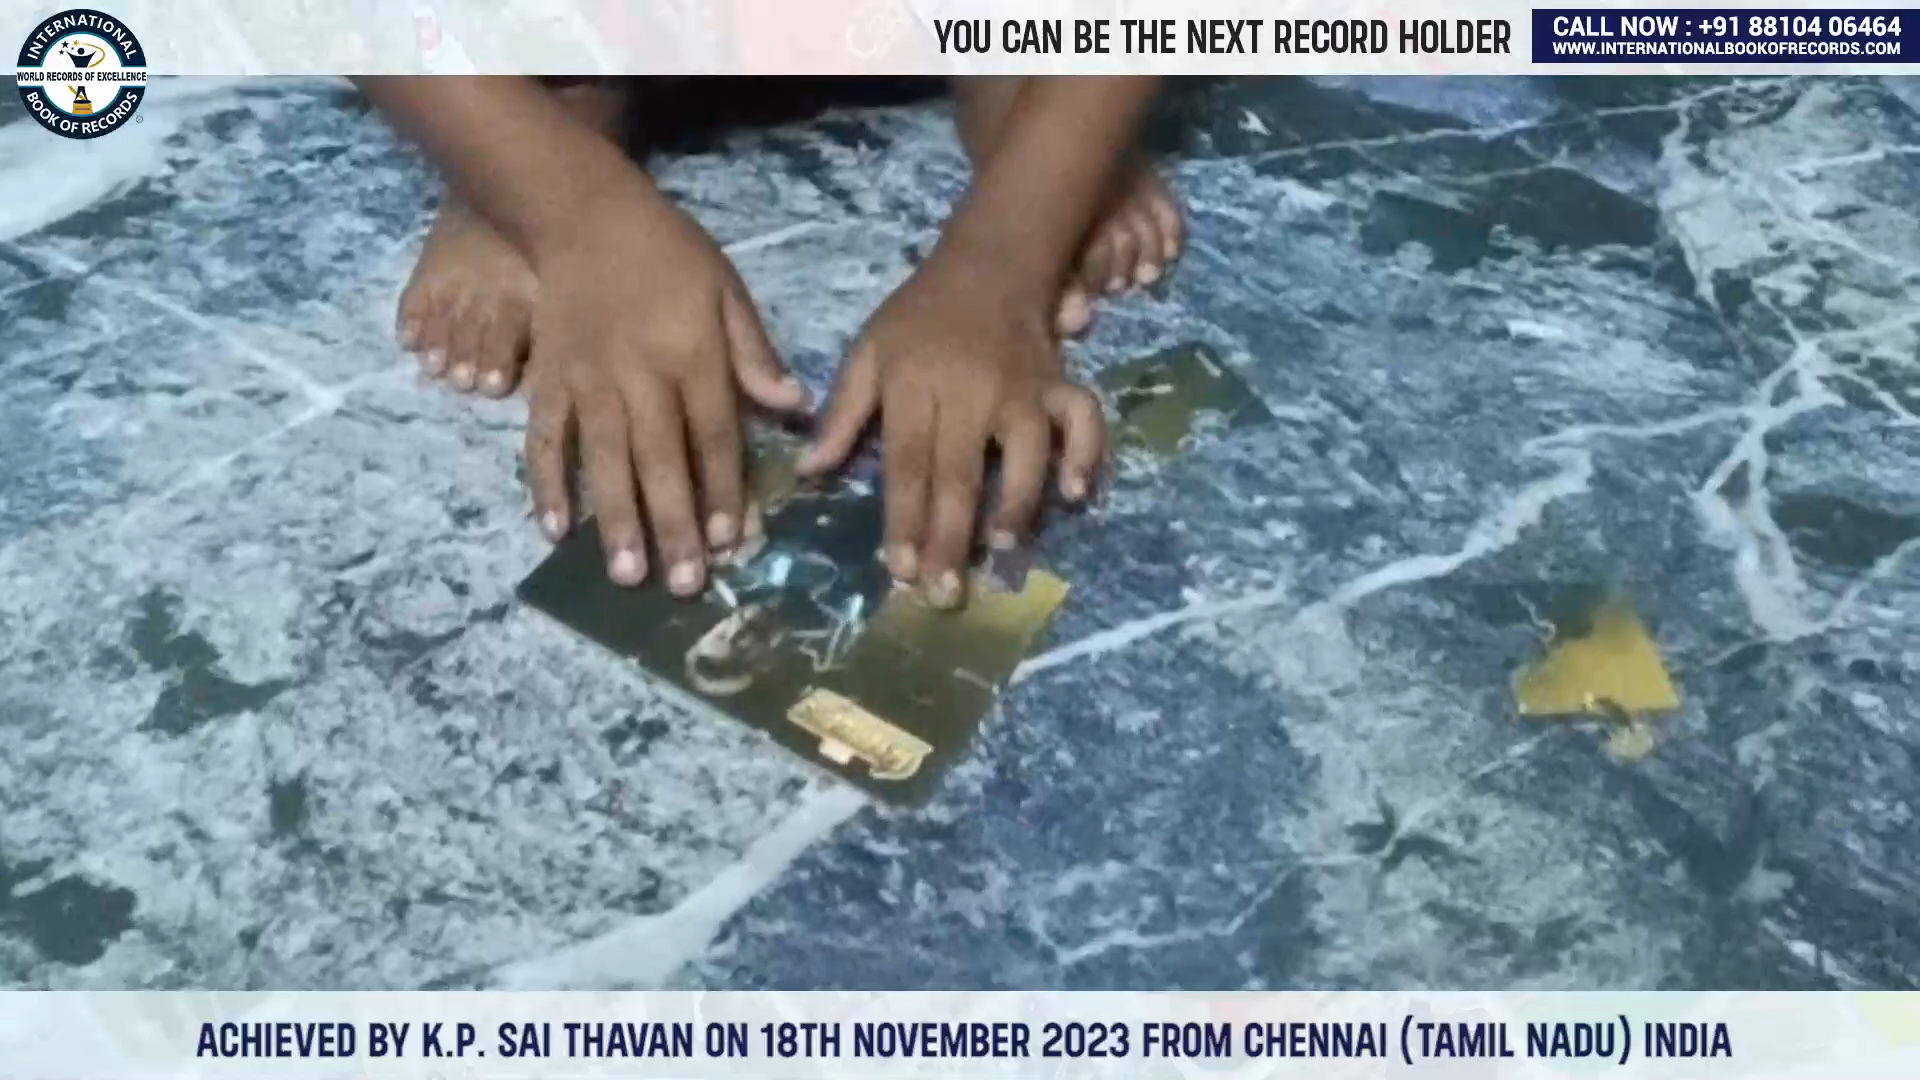 INTERNATIONAL
WORLD RECORDS OF EXCELLENCE
BOOK OF RECORDS
YOU CAN BE THE NEXT RECORD HOLDER
CALL NOW : +91 88104 06464
WWW.INTERNATIONALBOOKOFRECORDS.COM
ACHIEVED BY K.P. SAI THAVAN ON 18TH NOVEMBER 2023 FROM CHENNAI (TAMIL NADU) INDIA